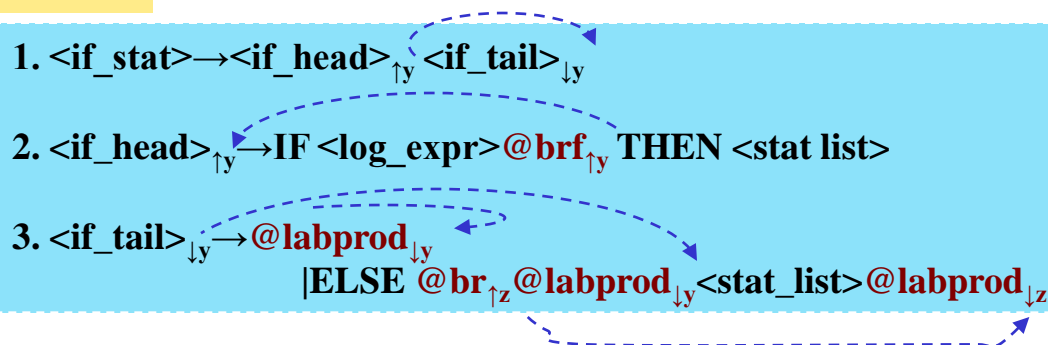 1. <if_stat>→<if_head>↑y <if_tail>↓y
2. <if_head>↑y→IF <log_expr>@brf↑y THEN <stat list>
3. <if_tail>↓y→@labprod↓y
|ELSE @br↑z@labprod↓y<stat_list>@labprod↓z